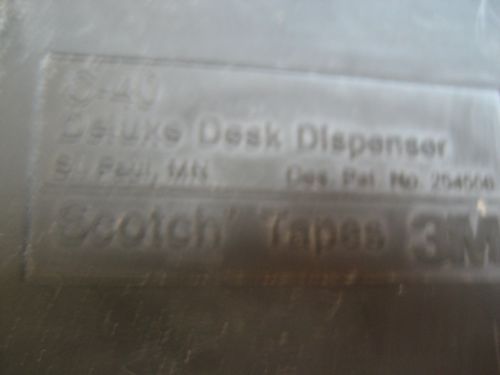 C-40
Deluxe Desk Dispenser
St. Paul, MN Des. Pat. No.
Scotch' Tapes 3M